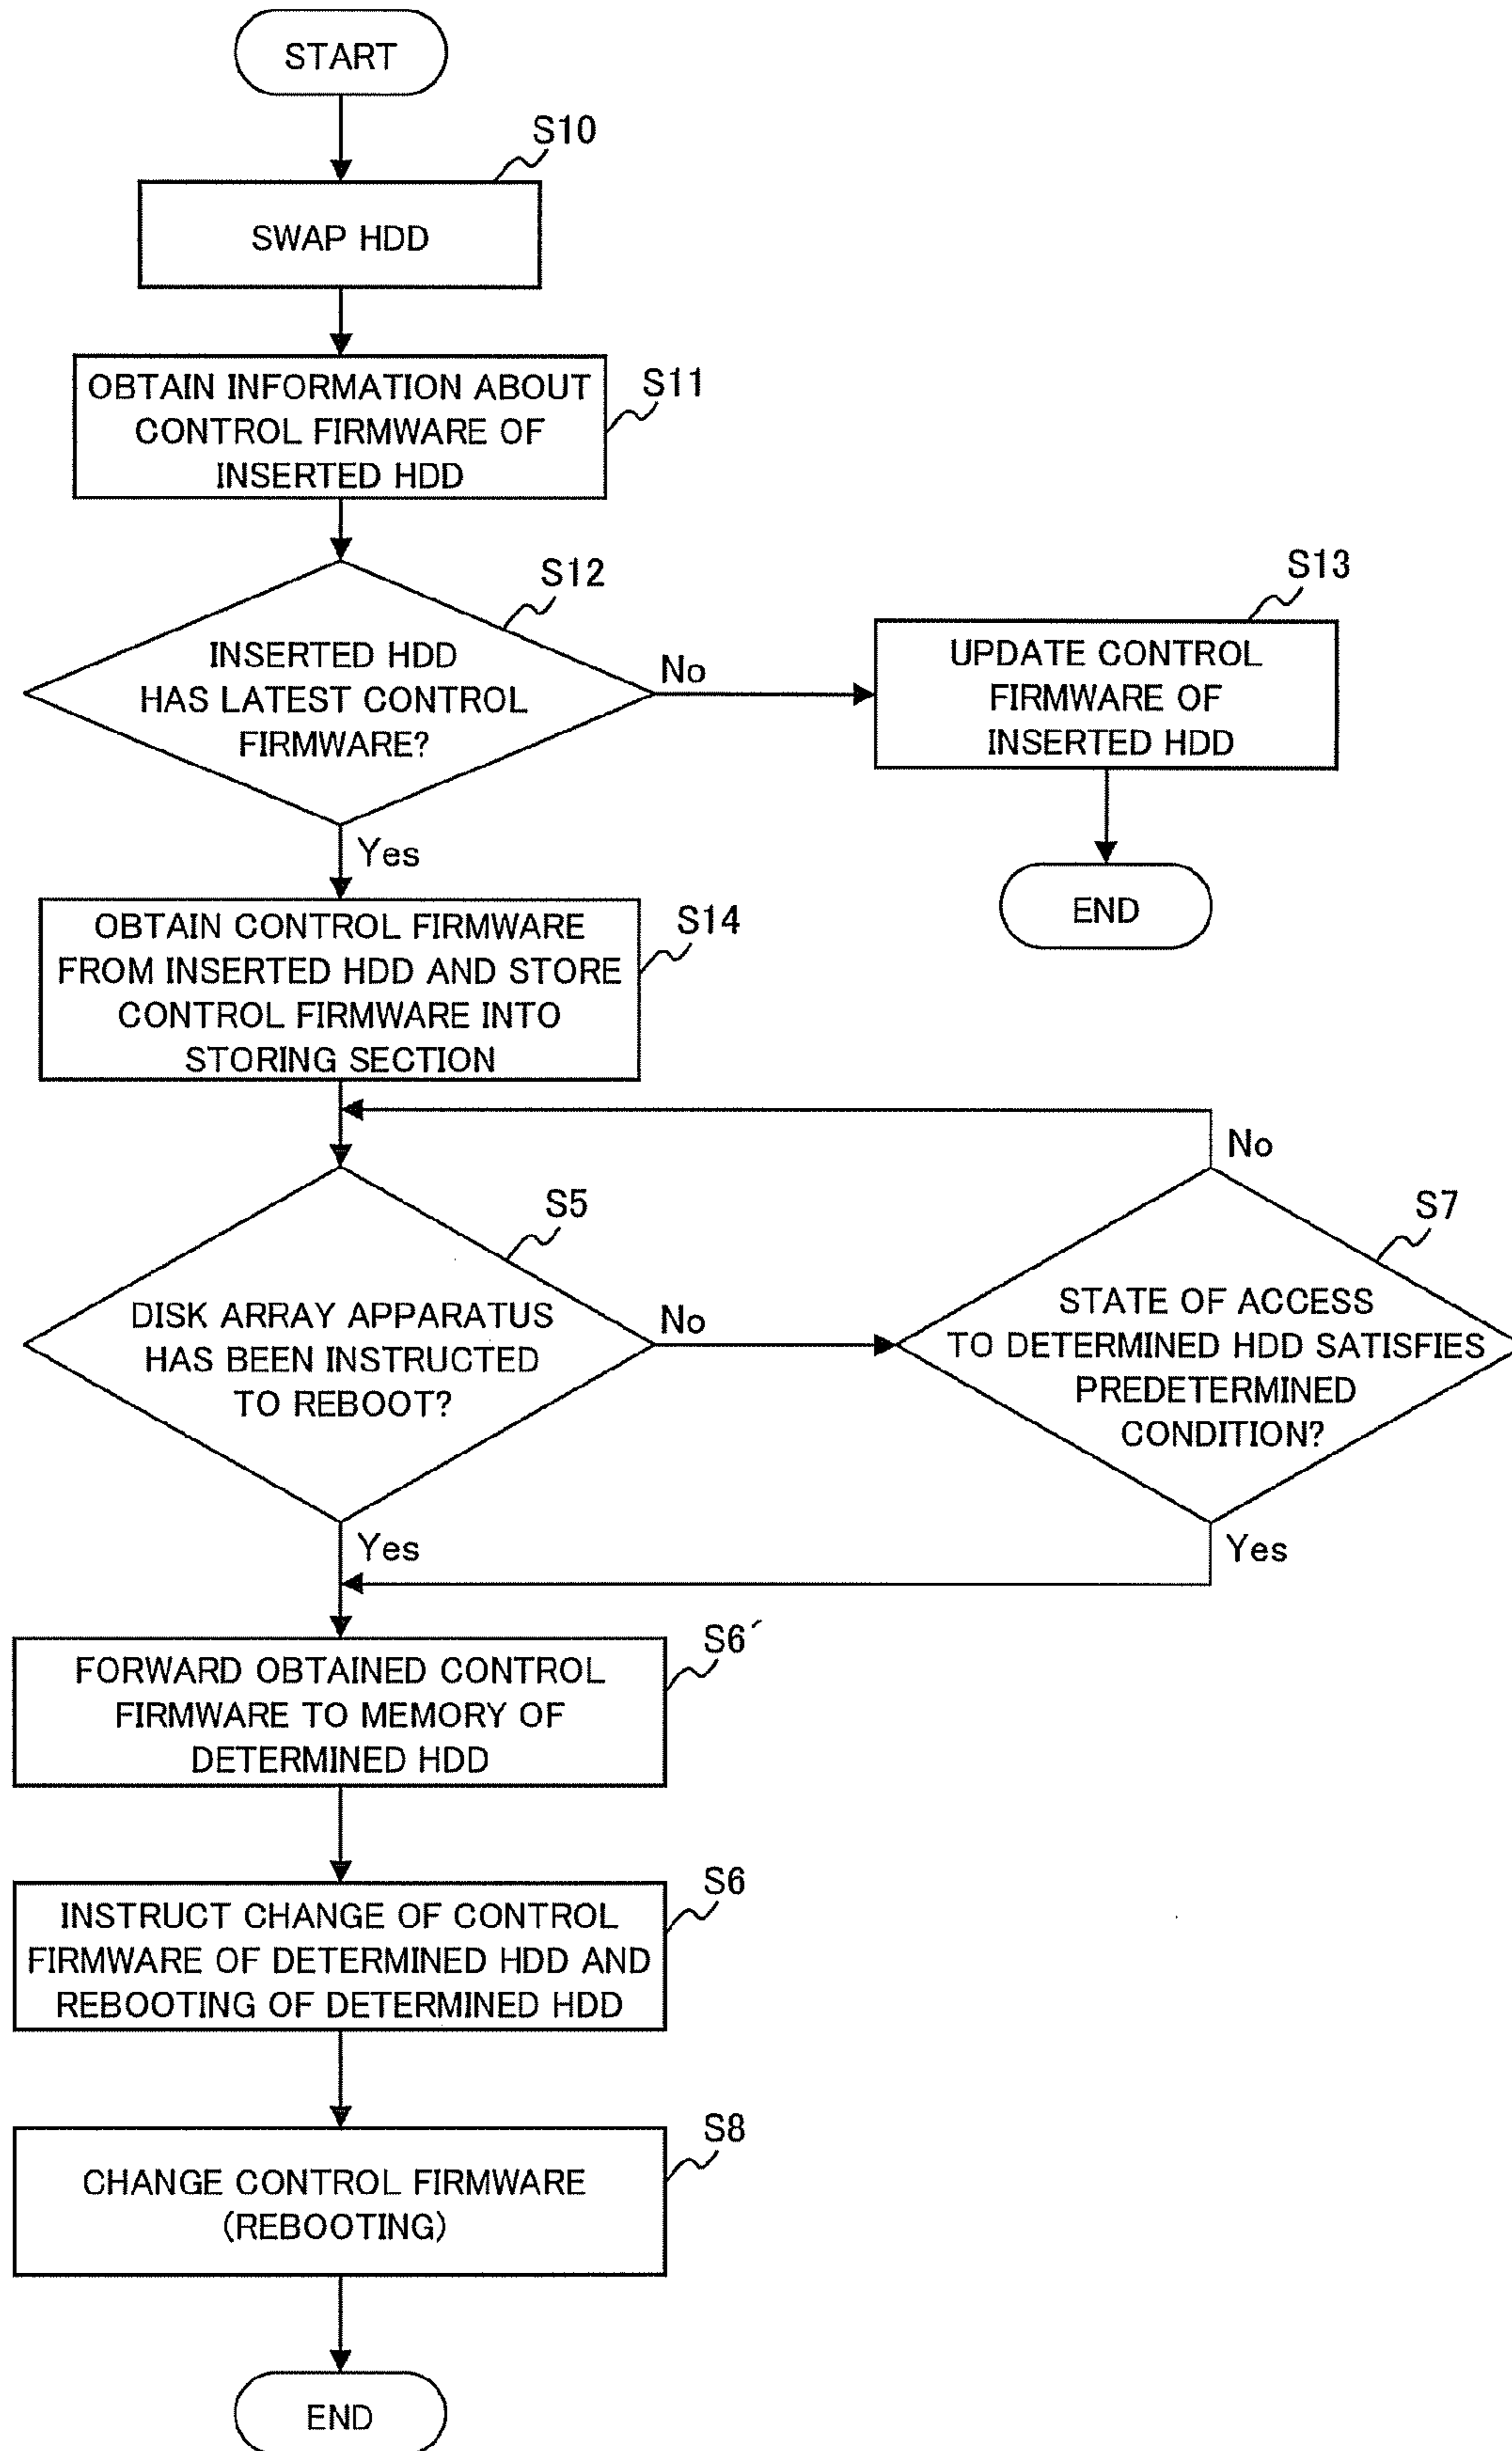 START
S10
SWAP HDD
S11
OBTAIN INFORMATION ABOUT
CONTROL FIRMWARE OF
INSERTED HDD
S12
INSERTED HDD
HAS LATEST CONTROL
FIRMWARE?
No
S13
UPDATE CONTROL
FIRMWARE OF
INSERTED HDD
END
Yes
S14
OBTAIN CONTROL FIRMWARE
FROM INSERTED HDD AND STORE
CONTROL FIRMWARE INTO
STORING SECTION
S5
DISK ARRAY APPARATUS
HAS BEEN INSTRUCTED
TO REBOOT?
No
No
S7
STATE OF ACCESS
TO DETERMINED HDD SATISFIES
PREDETERMINED
CONDITION?
Yes
Yes
S6´
FORWARD OBTAINED CONTROL
FIRMWARE TO MEMORY OF
DETERMINED HDD
S6
INSTRUCT CHANGE OF CONTROL
FIRMWARE OF DETERMINED HDD AND
REBOOTING OF DETERMINED HDD
S8
CHANGE CONTROL FIRMWARE
(REBOOTING)
END